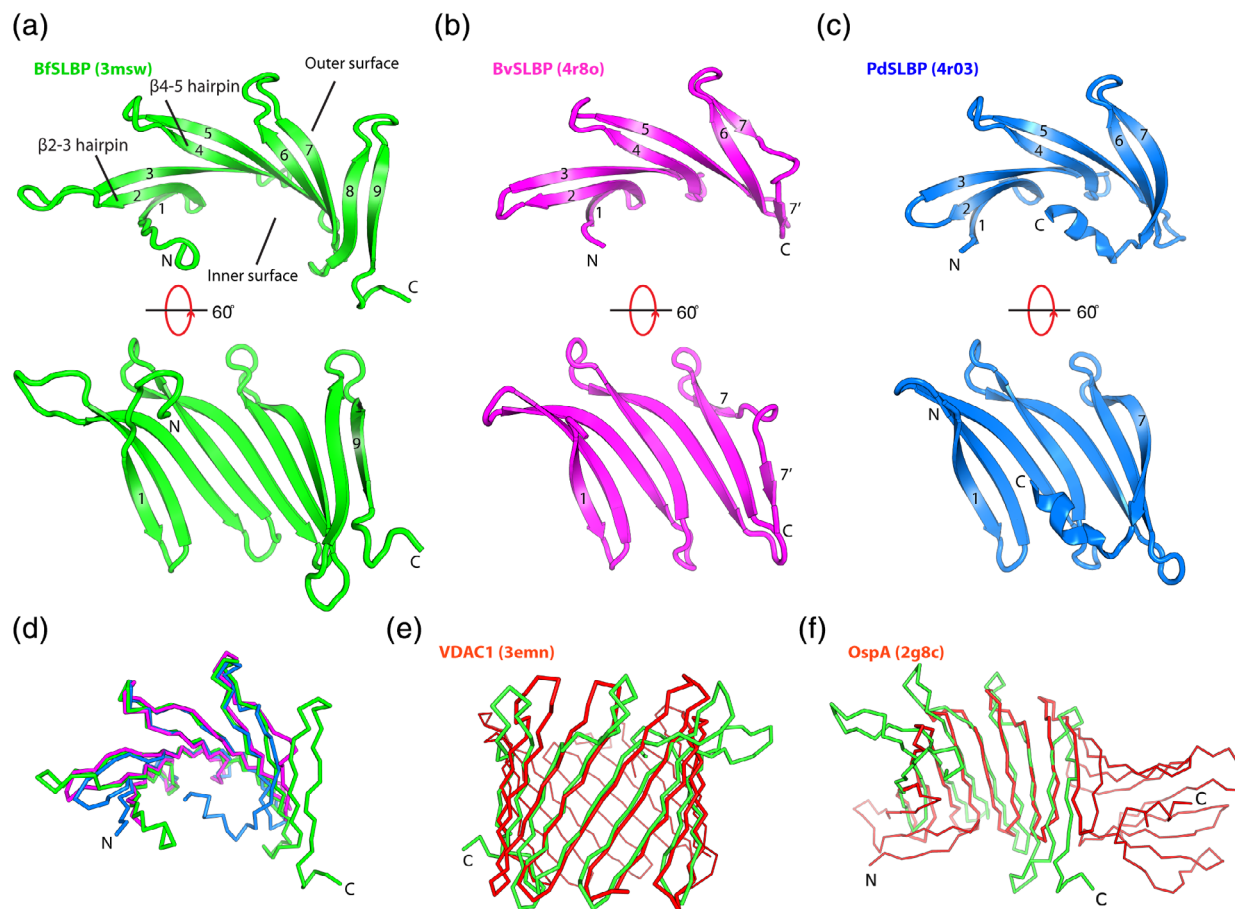 (a)
BfSLBP (3msw)
Outer surface
β4-5 hairpin
β2-3 hairpin
5
4
6
7
3
2
1
8
9
N
Inner surface
C
60°
N
1
9
C
(b)
BvSLBP (4r8o)
5
4
6
7
3
2
1
7'
N
C
60°
7
7'
1
C
(c)
PdSLBP (4r03)
5
4
6
7
3
2
1
C
N
60°
N
7
C
1
(d)
N
C
(e)
VDAC1 (3emn)
C
(f)
OspA (2g8c)
C
N
C